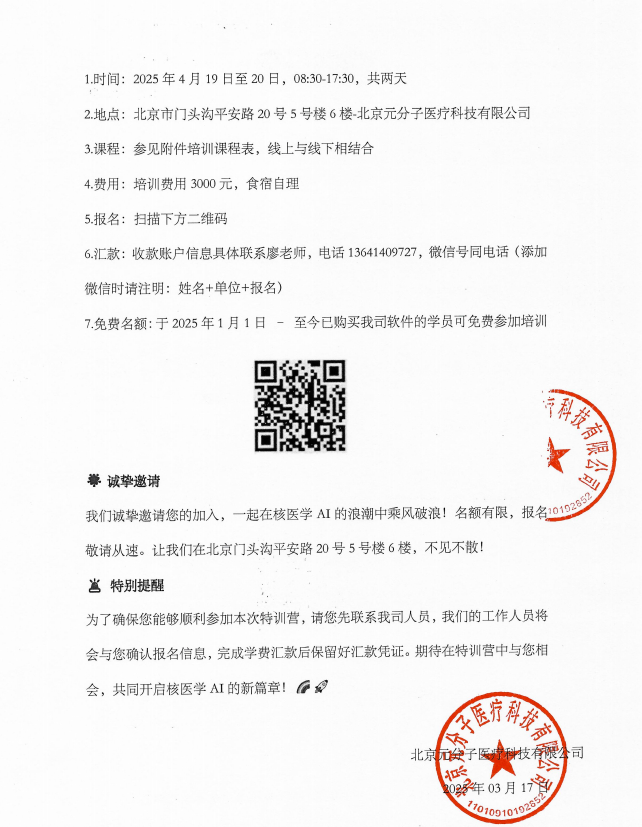 1.时间：2025 年 4 月 19 日至 20 日，08:30-17:30，共两天
2.地点：北京市门头沟平安路 20 号 5 号楼 6 楼-北京元分子医疗科技有限公司
3.课程：参见附件培训课程表，线上与线下相结合
4.费用：培训费用 3000 元，食宿自理
5.报名：扫描下方二维码
6.汇款：收款账户信息具体联系廖老师，电话 13641409727，微信号同电话（添加
微信时请注明：姓名+单位+报名）
7.免费名额：于 2025 年 1 月 1 日 – 至今已购买我司软件的学员可免费参加培训
疗科技有限公司
10192852
诚挚邀请
我们诚挚邀请您的加入，一起在核医学 AI 的浪潮中乘风破浪！名额有限，报名
敬请从速。让我们在北京门头沟平安路 20 号 5 号楼 6 楼，不见不散！
特别提醒
为了确保您能够顺利参加本次特训营，请您先联系我司人员，我们的工作人员将
会与您确认报名信息，完成学费汇款后保留好汇款凭证。期待在特训营中与您相
会，共同开启核医学 AI 的新篇章！
北京元分子医疗科技有限公司
2025 年 03 月 17 日
北京元分子医疗科技有限公司
11010910192852